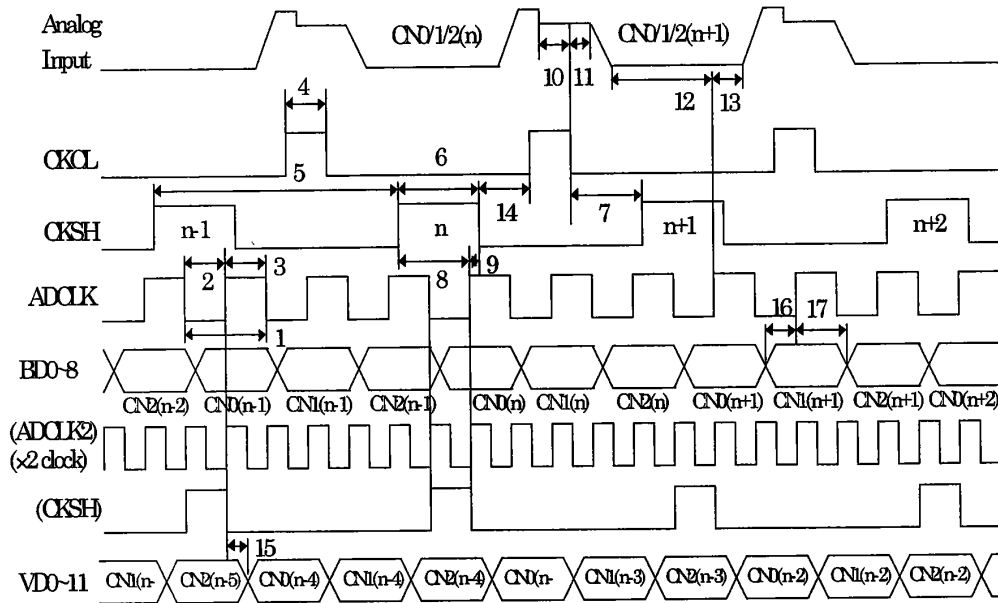 Analog
Input
CN0/1/2(n)
CN0/1/2(n+1)
10
11
12
13
4
CKCL
5
6
14
7
CKSH
n-1
n
n+1
n+2
2
3
8
9
ADCLK
1
16
17
BD0~8
CN2(n-2)
CN0(n-1)
CN1(n-1)
CN2(n-1)
CN0(n)
CN1(n)
CN2(n)
CN0(n+1)
CN1(n+1)
CN2(n+1)
CN0(n+2)
(ADCLK2)
(×2 clock)
(CKSH)
15
VD0~11
CN1(n-
CN2(n-5)
CN0(n-4)
CN1(n-4)
CN2(n-4)
CN0(n-
CN1(n-3)
CN2(n-3)
CN0(n-2)
CN1(n-2)
CN2(n-2)